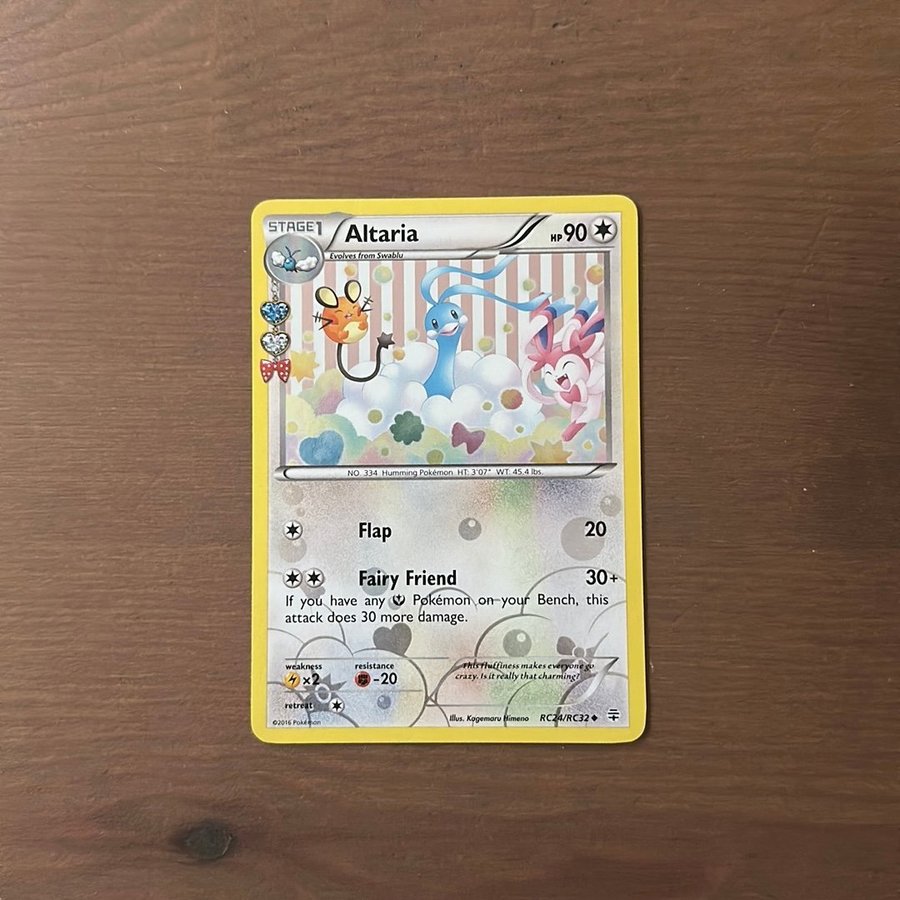 STAGE1 Altaria HP 90
Evolves from Swablu
NO. 334 Humming Pokémon HT: 3'07" WT: 45.4 lbs.
Flap 20
Fairy Friend 30+
If you have any Pokémon on your Bench, this
attack does 30 more damage.
weakness resistance
×2 -20
This fluffiness makes everyone go
crazy. Is it really that charming?
retreat
Illus. Kagemaru Himeno RC24/RC32
©2016 Pokémon